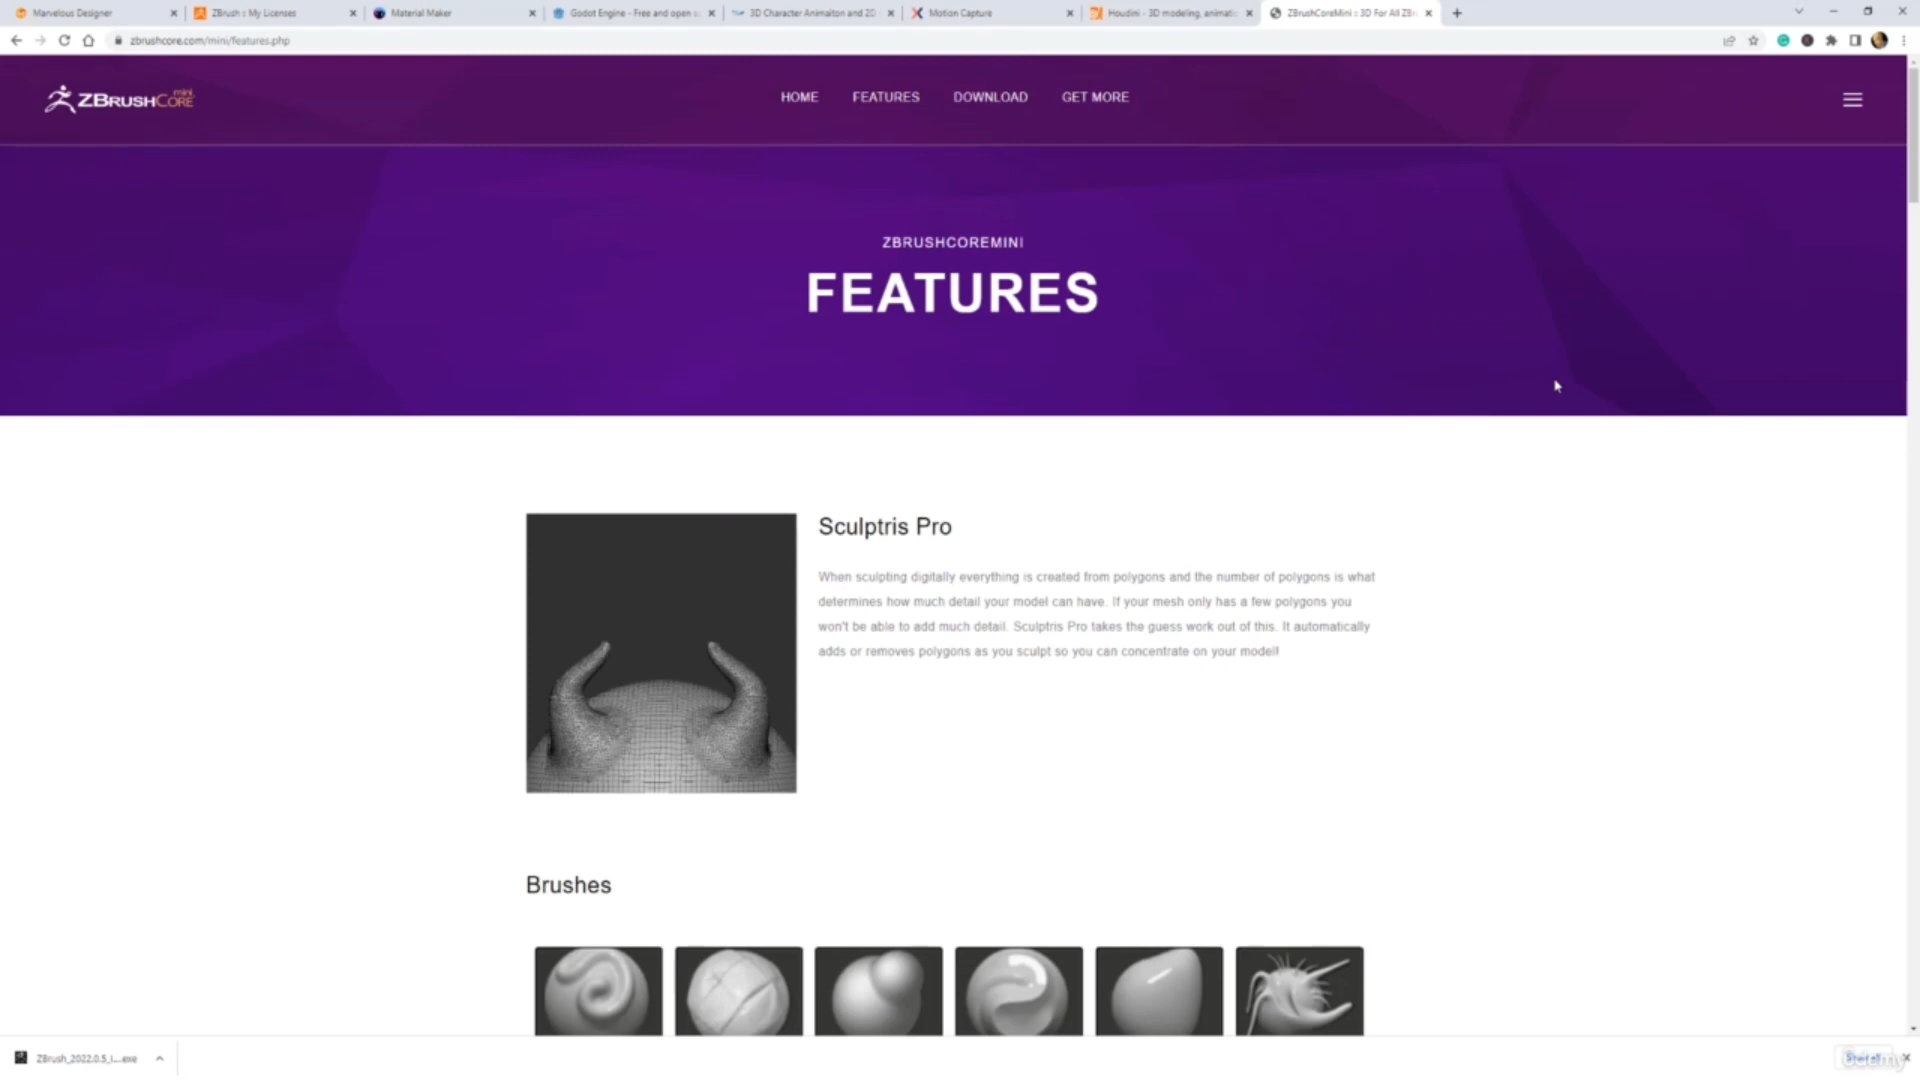 Marvelous Designer
ZBrush :: My Licenses
Material Maker
Godot Engine - Free and open s
3D Character Animaiton and 2D
Motion Capture
Houdini - 3D modeling, animatio
ZBrushCoreMini :: 3D For All ZBr
zbrushcore.com/mini/features.php
ZBRUSHCORE mini
HOME
FEATURES
DOWNLOAD
GET MORE
ZBRUSHCOREMINI
FEATURES
Sculptris Pro
When sculpting digitally everything is created from polygons and the number of polygons is what
determines how much detail your model can have. If your mesh only has a few polygons you
won't be able to add much detail. Sculptris Pro takes the guess work out of this. It automatically
adds or removes polygons as you sculpt so you can concentrate on your model!
Brushes
ZBrush_2022.0.5_I....exe
Udemy